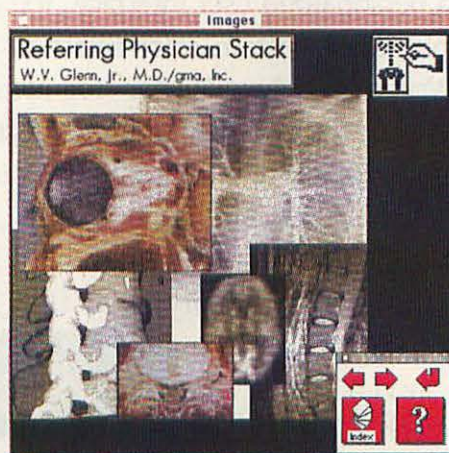 Images
Referring Physician Stack
W.V. Glenn, Jr., M.D./gma, Inc.
Index
?